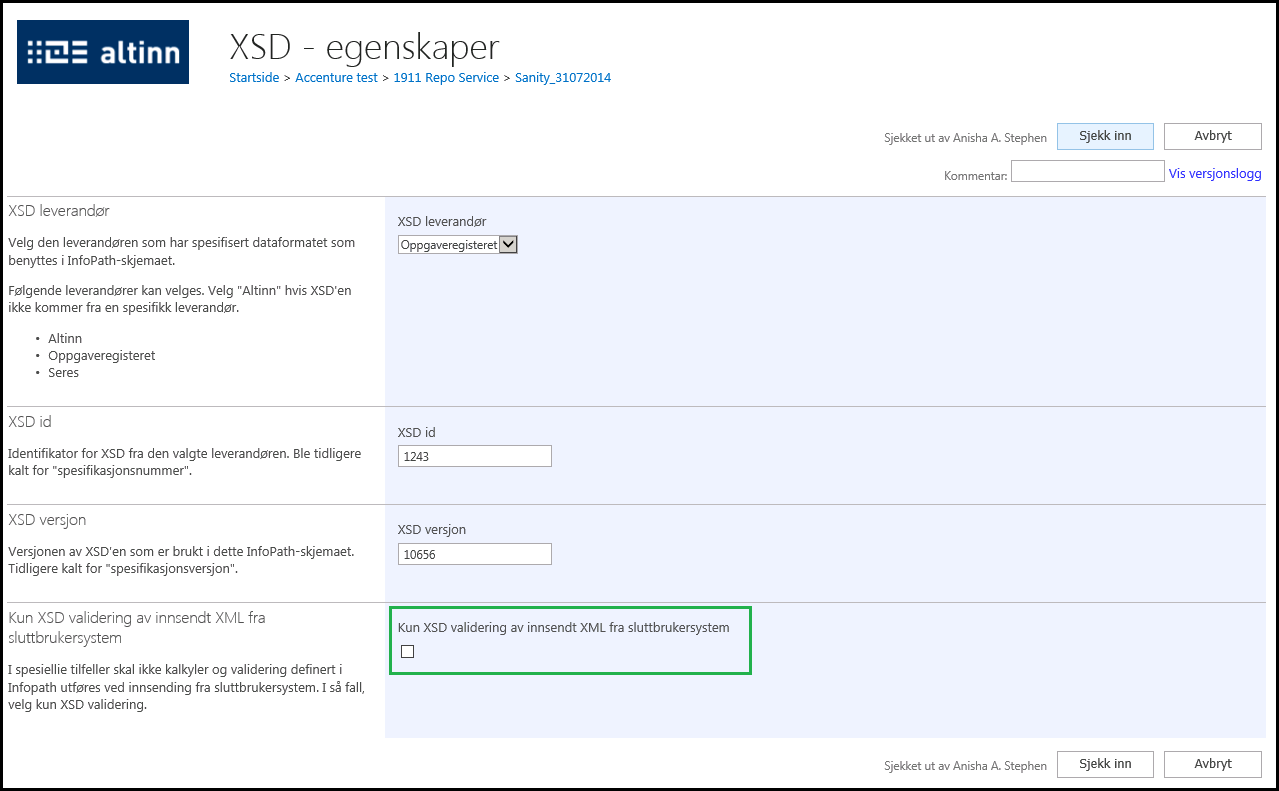 altinn
XSD - egenskaper
Startside > Accenture test > 1911 Repo Service > Sanity_31072014
Sjekket ut av Anisha A. Stephen Sjekk inn Avbryt
Kommentar: Vis versjonslogg
XSD leverandør
Velg den leverandøren som har spesifisert dataformatet som
benyttes i InfoPath-skjemaet.
Følgende leverandører kan velges. Velg "Altinn" hvis XSD'en
ikke kommer fra en spesifikk leverandør.
• Altinn
• Oppgaveregisteret
• Seres
XSD leverandør
Oppgaveregisteret
XSD id
Identifikator for XSD fra den valgte leverandøren. Ble tidligere
kalt for "spesifikasjonsnummer".
XSD id
1243
XSD versjon
Versjonen av XSD'en som er brukt i dette InfoPath-skjemaet.
Tidligere kalt for "spesifikasjonsversjon".
XSD versjon
10656
Kun XSD validering av innsendt XML fra
sluttbrukersystem
I spesiellie tilfeller skal ikke kalkyler og validering definert i
Infopath utføres ved innsending fra sluttbrukersystem. I så fall,
velg kun XSD validering.
Kun XSD validering av innsendt XML fra sluttbrukersystem
Sjekket ut av Anisha A. Stephen Sjekk inn Avbryt